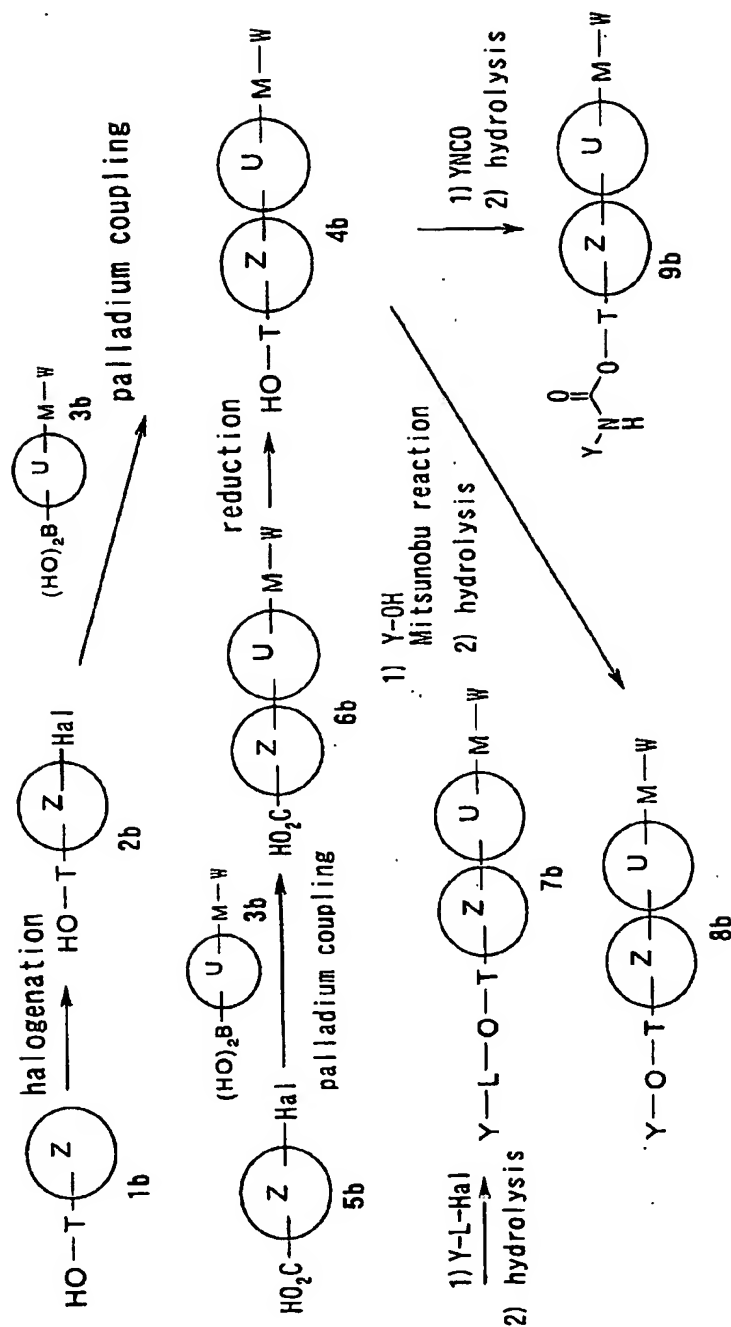 HO—T—Z
1b
halogenation
HO—T—Z—Hal
2b
(HO)₂B—U—M—W
3b
palladium coupling
HO₂C—Z—Hal
5b
(HO)₂B—U—M—W
3b
palladium coupling
HO₂C—Z—U—M—W
6b
reduction
HO—T—Z—U—M—W
4b
1) Y-L-Hal
2) hydrolysis
Y—L—O—T—Z—U—M—W
7b
1) Y-OH
Mitsunobu reaction
2) hydrolysis
Y—O—T—Z—U—M—W
8b
1) YNCO
2) hydrolysis
O
Y—N—O—T—Z—U—M—W
H
9b